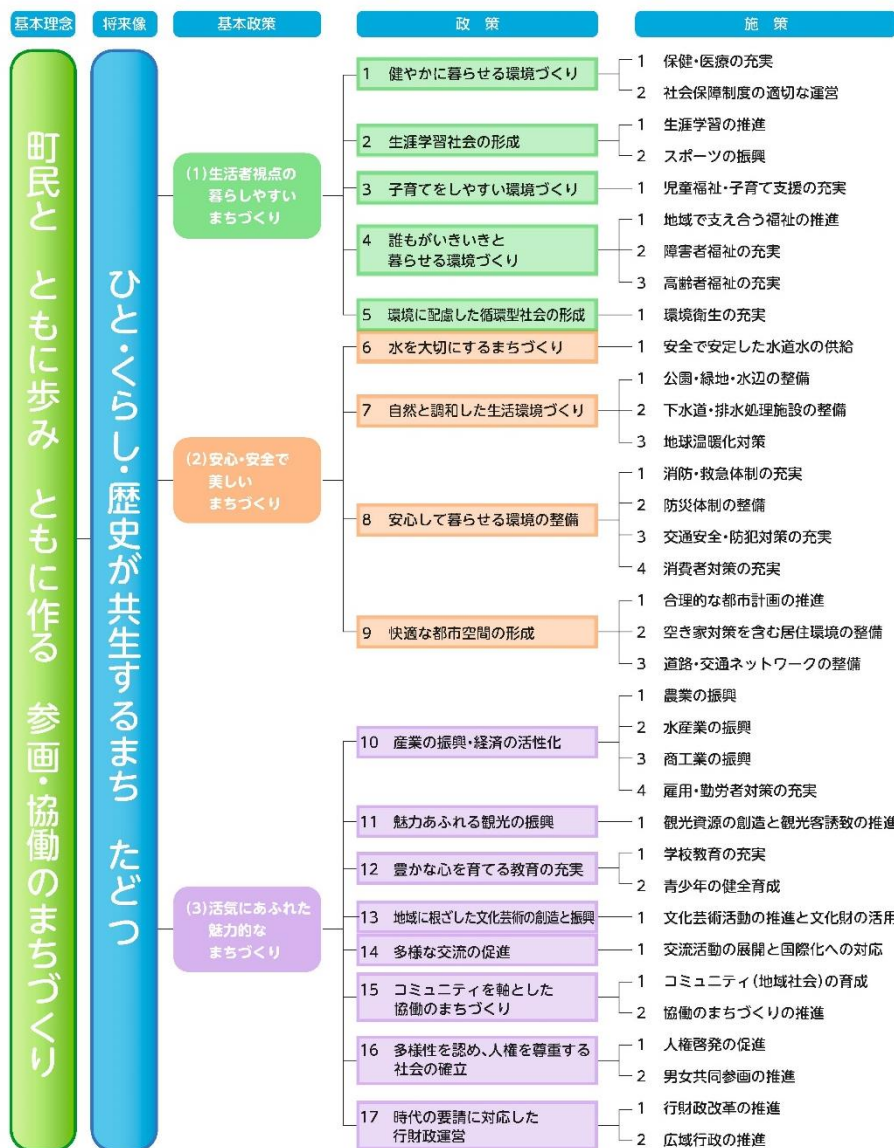 基本理念
将来像
基本政策
政 策
施 策
町民と ともに歩み ともに作る 参画・協働のまちづくり
ひと・くらし・歴史が共生するまち たどつ
(1)生活者視点の
暮らしやすい
まちづくり
1 健やかに暮らせる環境づくり
1 保健・医療の充実
2 社会保障制度の適切な運営
2 生涯学習社会の形成
1 生涯学習の推進
2 スポーツの振興
3 子育てをしやすい環境づくり
1 児童福祉・子育て支援の充実
4 誰もがいきいきと
暮らせる環境づくり
1 地域で支え合う福祉の推進
2 障害者福祉の充実
3 高齢者福祉の充実
5 環境に配慮した循環型社会の形成
1 環境衛生の充実
(2)安心・安全で
美しい
まちづくり
6 水を大切にするまちづくり
1 安全で安定した水道水の供給
7 自然と調和した生活環境づくり
1 公園・緑地・水辺の整備
2 下水道・排水処理施設の整備
3 地球温暖化対策
8 安心して暮らせる環境の整備
1 消防・救急体制の充実
2 防災体制の整備
3 交通安全・防犯対策の充実
4 消費者対策の充実
9 快適な都市空間の形成
1 合理的な都市計画の推進
2 空き家対策を含む居住環境の整備
3 道路・交通ネットワークの整備
(3)活気にあふれた
魅力的な
まちづくり
10 産業の振興・経済の活性化
1 農業の振興
2 水産業の振興
3 商工業の振興
4 雇用・勤労者対策の充実
11 魅力あふれる観光の振興
1 観光資源の創造と観光客誘致の推進
12 豊かな心を育てる教育の充実
1 学校教育の充実
2 青少年の健全育成
13 地域に根ざした文化芸術の創造と振興
1 文化芸術活動の推進と文化財の活用
14 多様な交流の促進
1 交流活動の展開と国際化への対応
15 コミュニティを軸とした
協働のまちづくり
1 コミュニティ(地域社会)の育成
2 協働のまちづくりの推進
16 多様性を認め、人権を尊重する
社会の確立
1 人権啓発の促進
2 男女共同参画の推進
17 時代の要請に対応した
行財政運営
1 行財政改革の推進
2 広域行政の推進